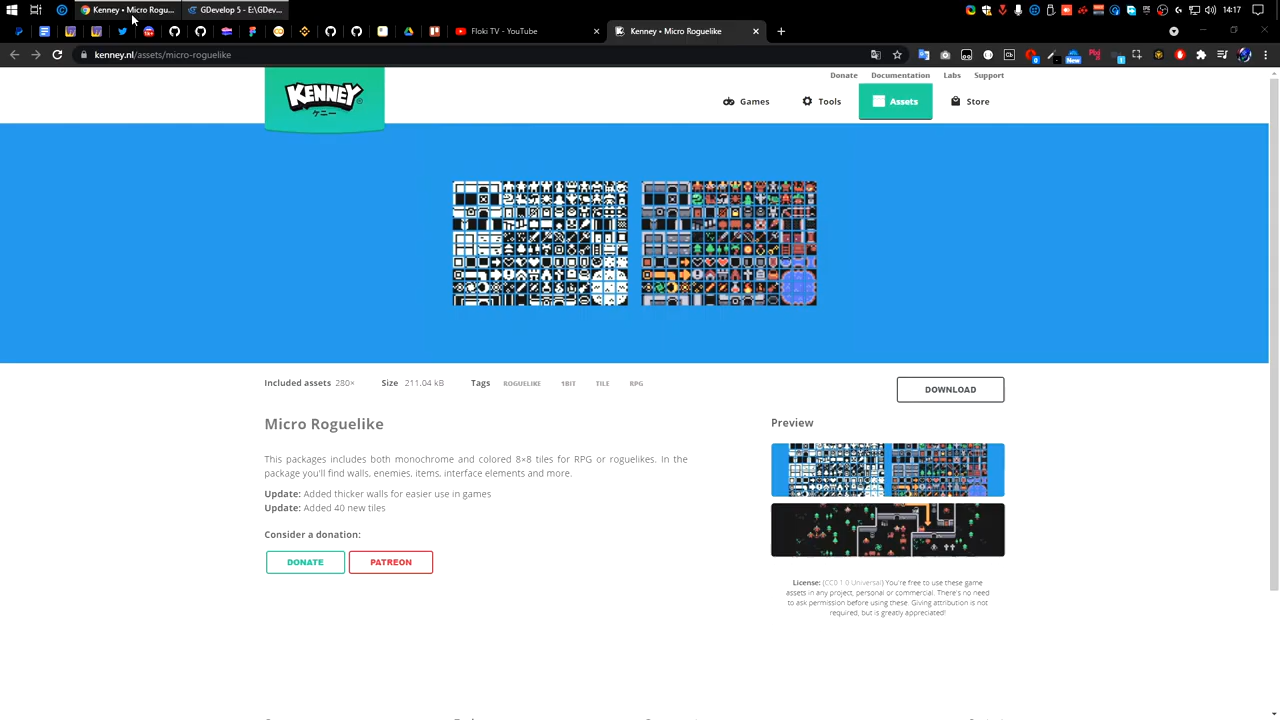 Kenney • Micro Rogu...
GDevelop 5 - E:\GDev...
14:17
Floki TV - YouTube
Kenney • Micro Roguelike
kenney.nl/assets/micro-roguelike
Donate Documentation Labs Support
KENNEY
ケニー
Games Tools Assets Store
Included assets 280× Size 211.04 kB Tags ROGUELIKE 1BIT TILE RPG
DOWNLOAD
Micro Roguelike
Preview
This packages includes both monochrome and colored 8×8 tiles for RPG or roguelikes. In the
package you'll find walls, enemies, items, interface elements and more.
Update: Added thicker walls for easier use in games
Update: Added 40 new tiles
Consider a donation:
DONATE PATREON
License: (CC0 1.0 Universal) You're free to use these game
assets in any project, personal or commercial. There's no need
to ask permission before using these. Giving attribution is not
required, but is greatly appreciated!